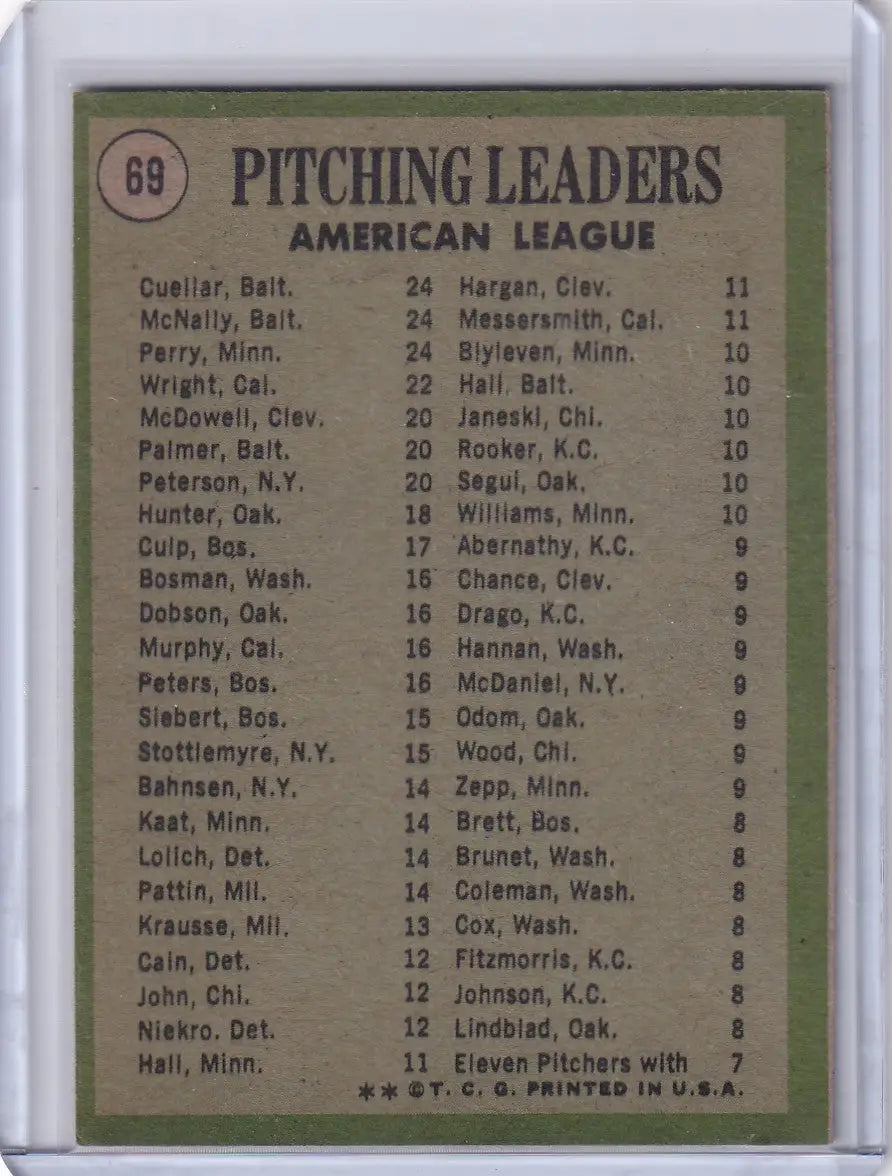 69
PITCHING LEADERS
AMERICAN LEAGUE
Cuellar, Balt. 24 Hargan, Clev. 11
McNally, Balt. 24 Messersmith, Cal. 11
Perry, Minn. 24 Blyleven, Minn. 10
Wright, Cal. 22 Hall, Balt. 10
McDowell, Clev. 20 Janeski, Chi. 10
Palmer, Balt. 20 Rooker, K.C. 10
Peterson, N.Y. 20 Segui, Oak. 10
Hunter, Oak. 18 Williams, Minn. 10
Culp, Bos. 17 Abernathy, K.C. 9
Bosman, Wash. 16 Chance, Clev. 9
Dobson, Oak. 16 Drago, K.C. 9
Murphy, Cal. 16 Hannan, Wash. 9
Peters, Bos. 16 McDaniel, N.Y. 9
Siebert, Bos. 15 Odom, Oak. 9
Stottlemyre, N.Y. 15 Wood, Chi. 9
Bahnsen, N.Y. 14 Zepp, Minn. 9
Kaat, Minn. 14 Brett, Bos. 8
Lolich, Det. 14 Brunet, Wash. 8
Pattin, Mil. 14 Coleman, Wash. 8
Krausse, Mil. 13 Cox, Wash. 8
Cain, Det. 12 Fitzmorris, K.C. 8
John, Chi. 12 Johnson, K.C. 8
Niekro. Det. 12 Lindblad, Oak. 8
Hall, Minn. 11 Eleven Pitchers with 7
**©T. C. G. PRINTED IN U.S.A.